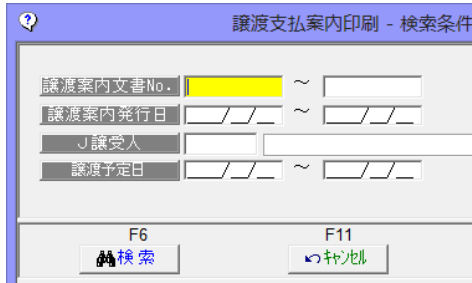 譲渡支払案内印刷 - 検索条件
譲渡案内文書No. ～
譲渡案内発行日 __/__/__ ～ __/__/__
J譲受人
譲渡予定日 __/__/__ ～ __/__/__
F6 F11
検索 ｷｬﾝｾﾙ